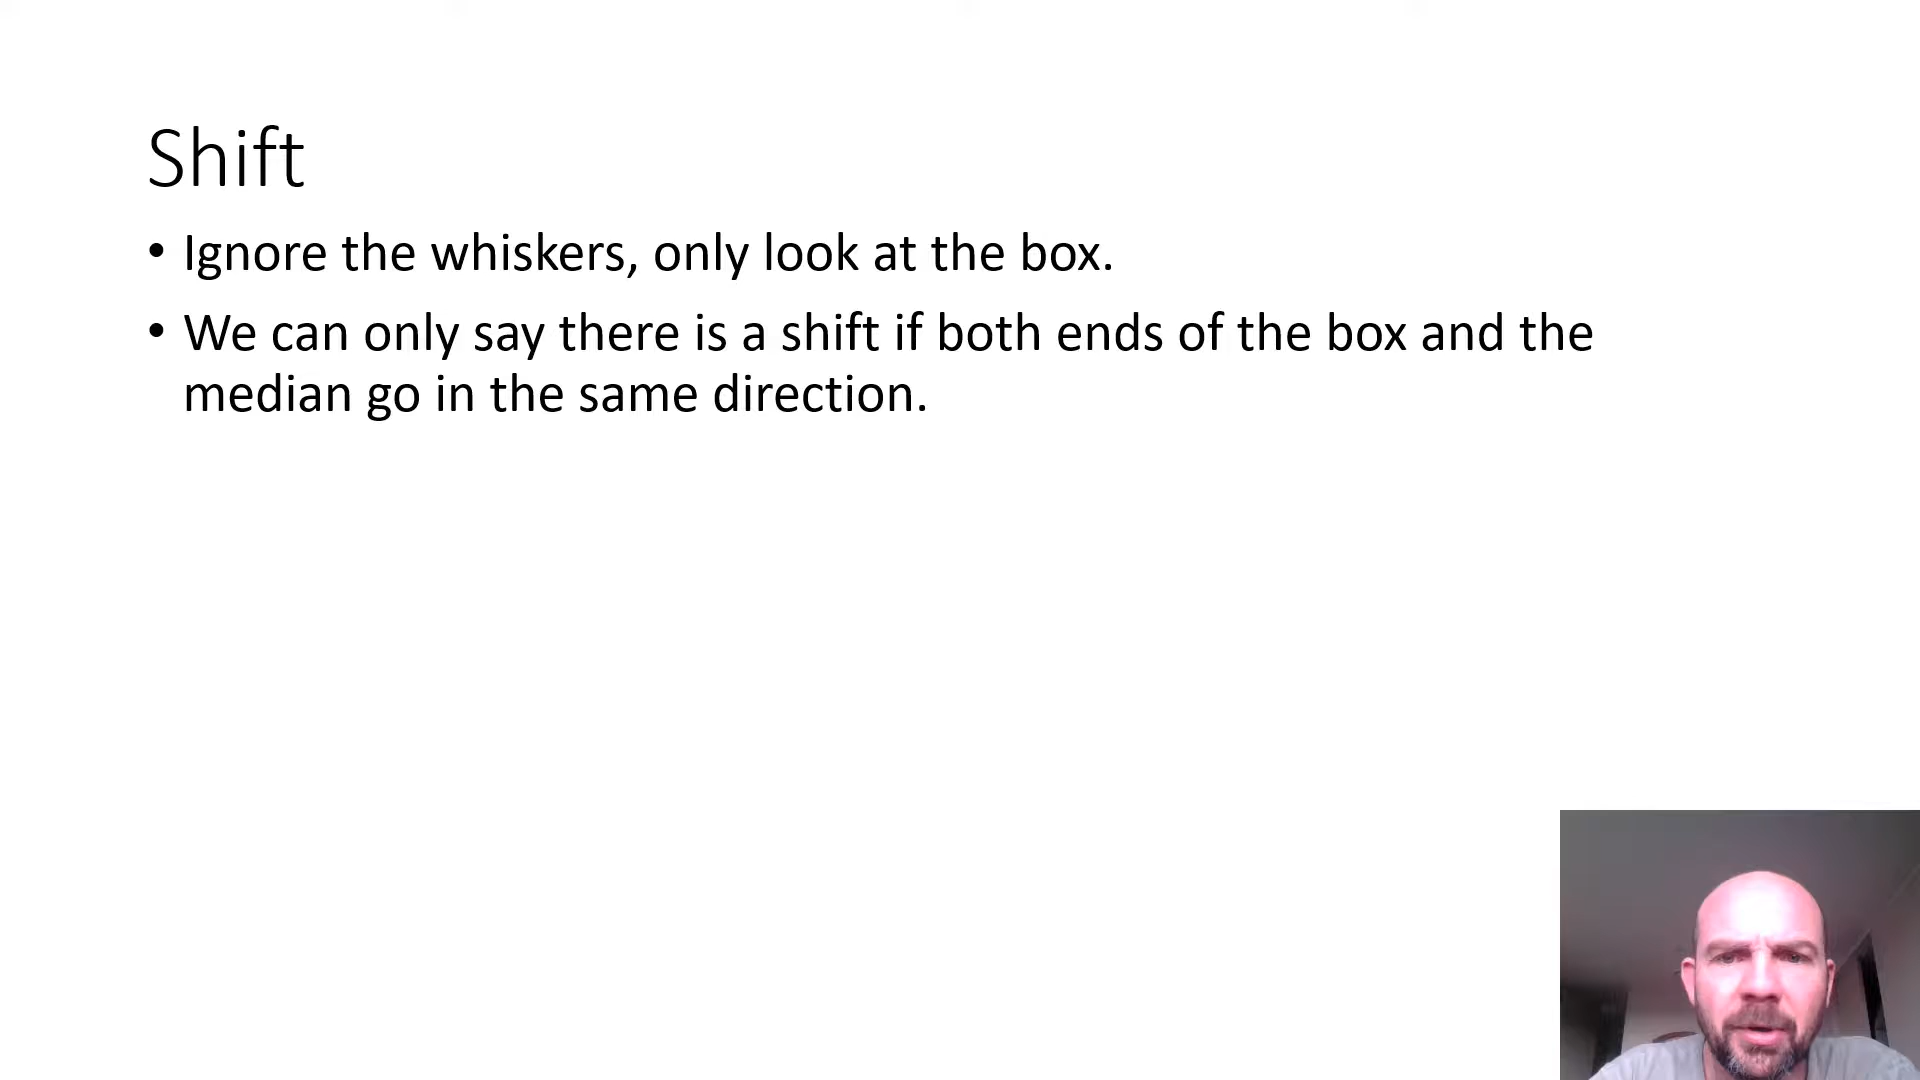 Shift
• Ignore the whiskers, only look at the box.
• We can only say there is a shift if both ends of the box and the
median go in the same direction.